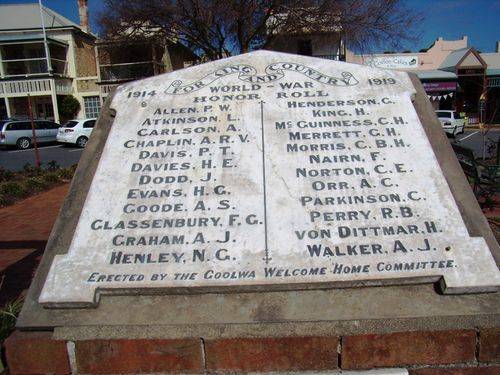 FOR KING AND COUNTRY
1914 WORLD-WAR 1919
HONOR ROLL
ALLEN. P. W.
ATKINSON. L.
CARLSON. A.
CHAPLIN. A. R. V.
DAVIS. P. T.
DAVIES. H. E.
DODD. J.
EVANS. H. G.
GOODE. A. S.
GLASSENBURY. F. G.
GRAHAM. A. J.
HENLEY. N. G.
HENDERSON. G.
KING. H.
McGUINNESS. C. H.
MERRETT. G. H.
MORRIS. C. B. H.
NAIRN. F.
NORTON. C. E.
ORR. A. C.
PARKINSON. C.
PERRY. R. B.
VON DITTMAR. H.
WALKER. A. J.
ERECTED BY THE GOOLWA WELCOME HOME COMMITTEE.